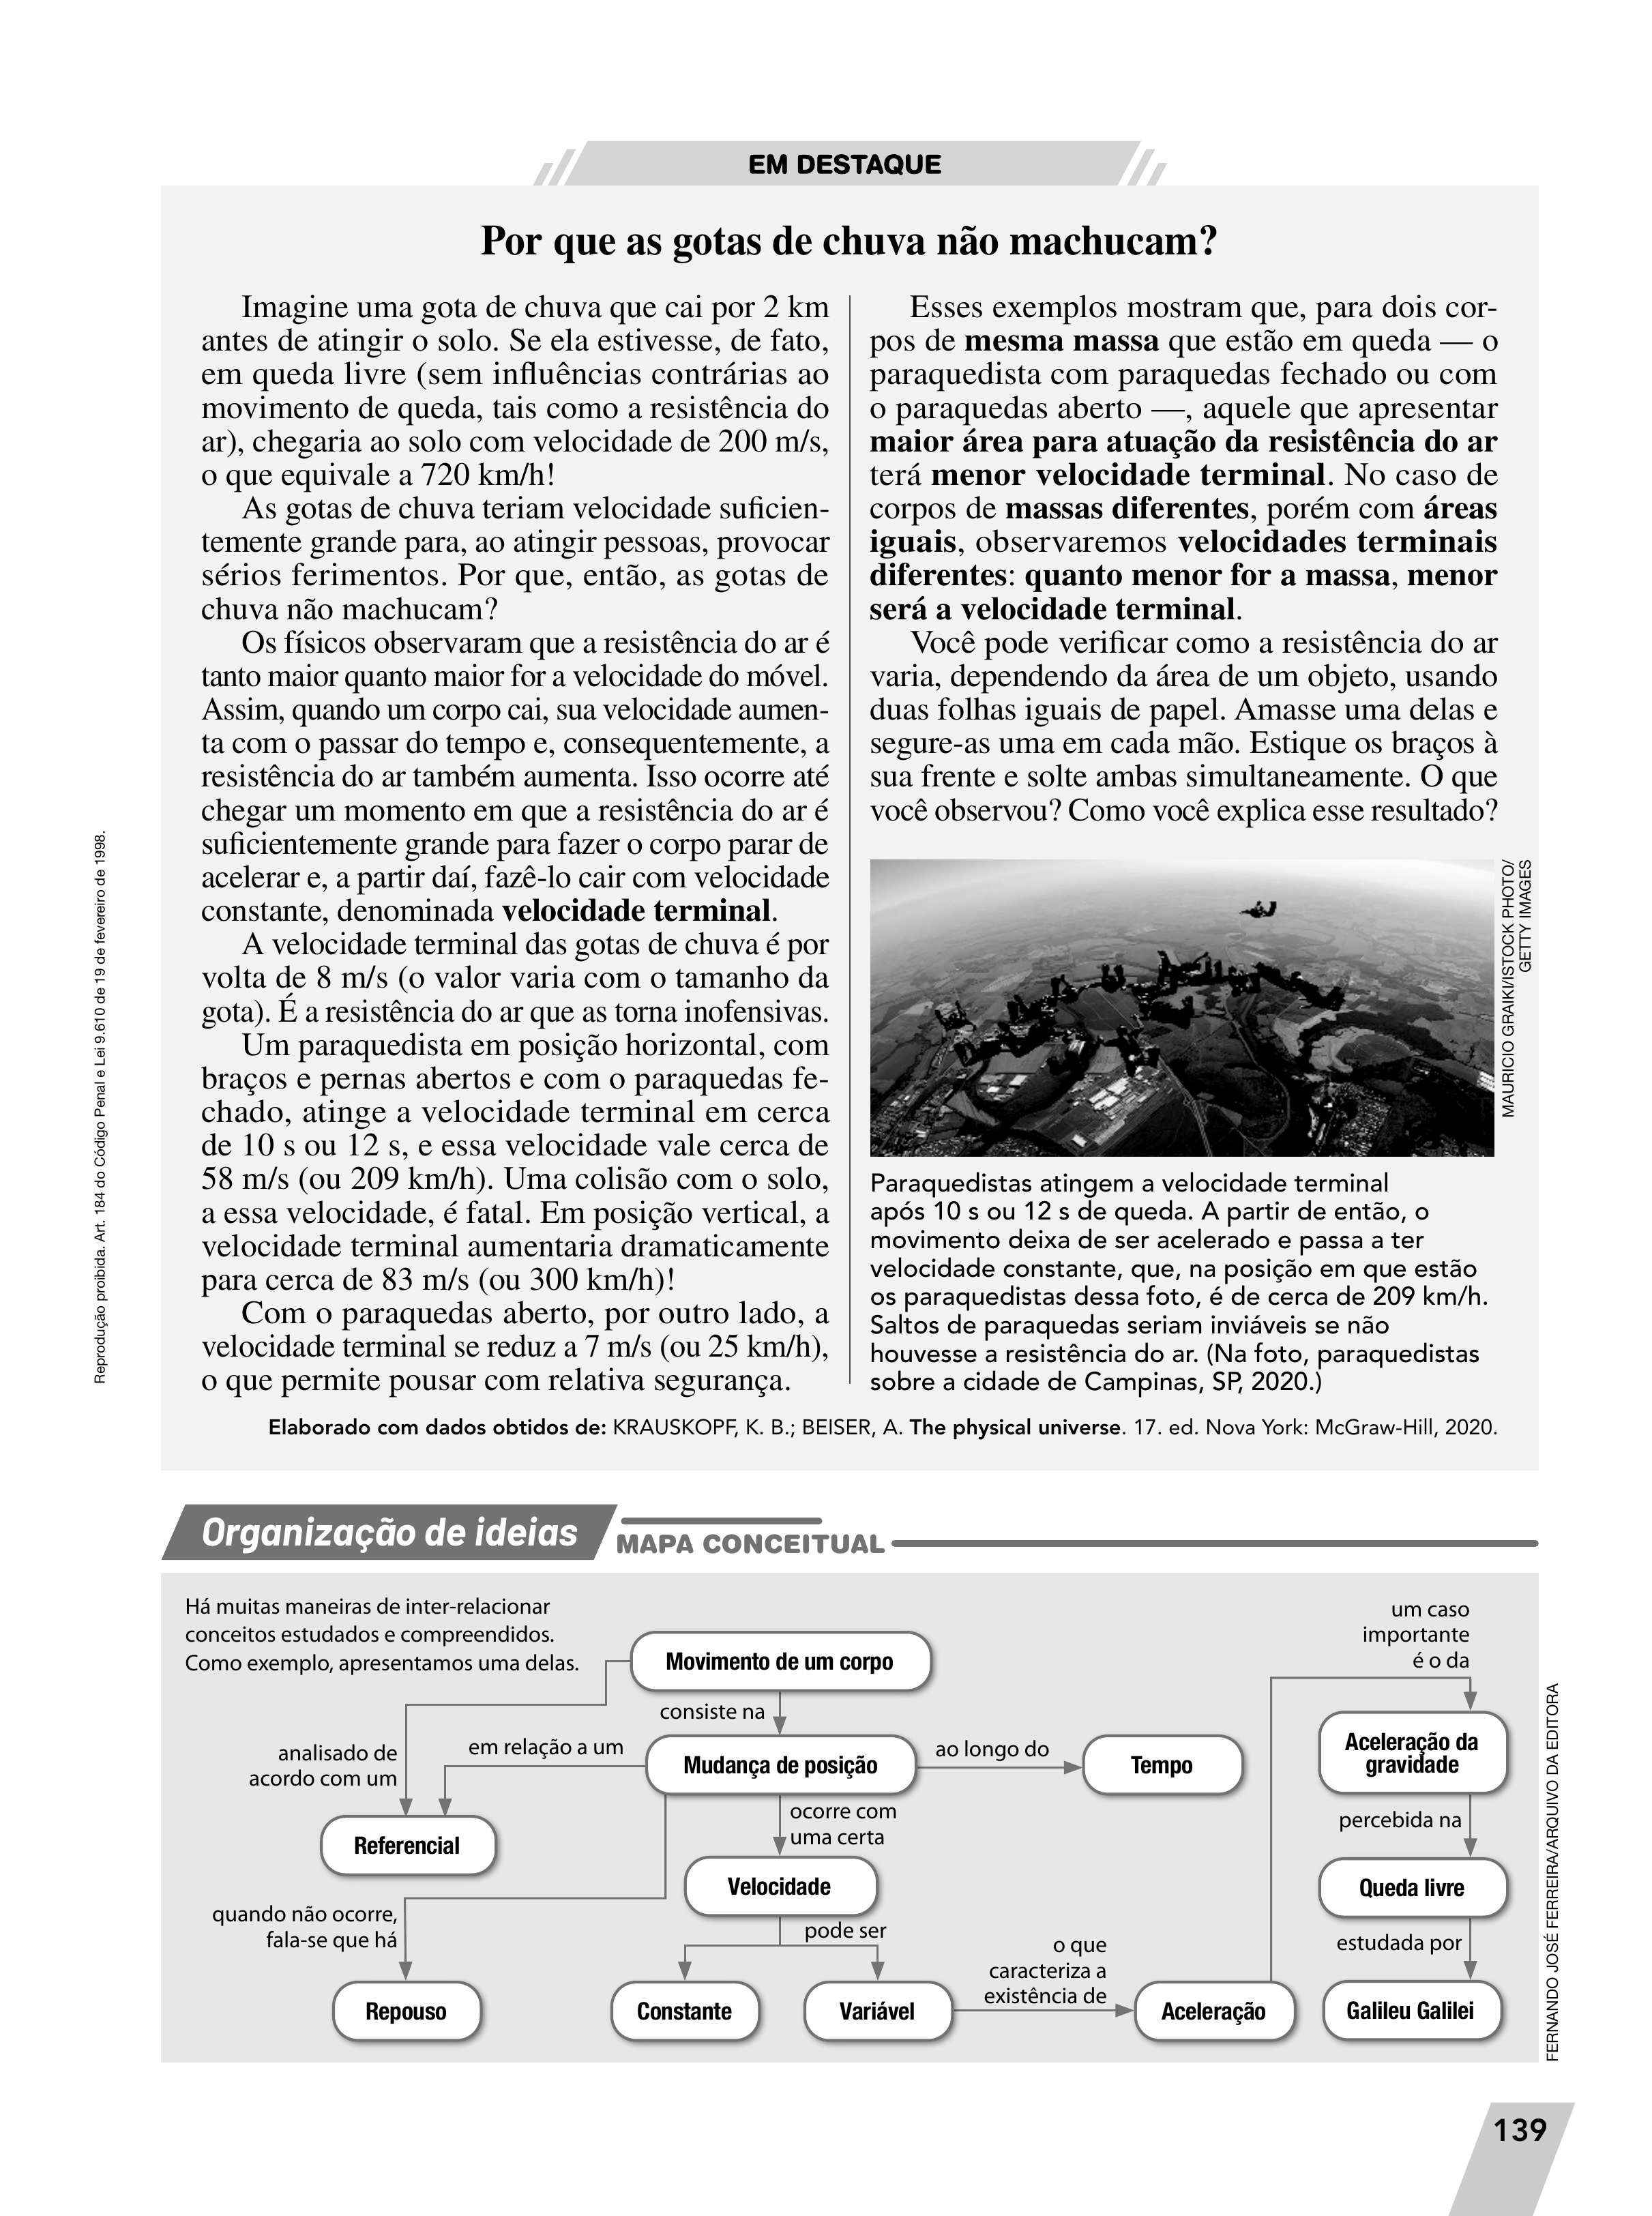 EM DESTAQUE
Por que as gotas de chuva não machucam?
Imagine uma gota de chuva que cai por 2 km
antes de atingir o solo. Se ela estivesse, de fato,
em queda livre (sem influências contrárias ao
movimento de queda, tais como a resistência do
ar), chegaria ao solo com velocidade de 200 m/s,
o que equivale a 720 km/h!
As gotas de chuva teriam velocidade suficien-
temente grande para, ao atingir pessoas, provocar
sérios ferimentos. Por que, então, as gotas de
chuva não machucam?
Os físicos observaram que a resistência do ar é
tanto maior quanto maior for a velocidade do móvel.
Assim, quando um corpo cai, sua velocidade aumen-
ta com o passar do tempo e, consequentemente, a
resistência do ar também aumenta. Isso ocorre até
chegar um momento em que a resistência do ar é
suficientemente grande para fazer o corpo parar de
acelerar e, a partir daí, fazê-lo cair com velocidade
constante, denominada velocidade terminal.
A velocidade terminal das gotas de chuva é por
volta de 8 m/s (o valor varia com o tamanho da
gota). É a resistência do ar que as torna inofensivas.
Um paraquedista em posição horizontal, com
braços e pernas abertos e com o paraquedas fe-
chado, atinge a velocidade terminal em cerca
de 10 s ou 12 s, e essa velocidade vale cerca de
58 m/s (ou 209 km/h). Uma colisão com o solo,
a essa velocidade, é fatal. Em posição vertical, a
velocidade terminal aumentaria dramaticamente
para cerca de 83 m/s (ou 300 km/h)!
Com o paraquedas aberto, por outro lado, a
velocidade terminal se reduz a 7 m/s (ou 25 km/h),
o que permite pousar com relativa segurança.
Esses exemplos mostram que, para dois cor-
pos de mesma massa que estão em queda — o
paraquedista com paraquedas fechado ou com
o paraquedas aberto —, aquele que apresentar
maior área para atuação da resistência do ar
terá menor velocidade terminal. No caso de
corpos de massas diferentes, porém com áreas
iguais, observaremos velocidades terminais
diferentes: quanto menor for a massa, menor
será a velocidade terminal.
Você pode verificar como a resistência do ar
varia, dependendo da área de um objeto, usando
duas folhas iguais de papel. Amasse uma delas e
segure-as uma em cada mão. Estique os braços à
sua frente e solte ambas simultaneamente. O que
você observou? Como você explica esse resultado?
MAURICIO GRAIKI/ISTOCK PHOTO/
GETTY IMAGES
Paraquedistas atingem a velocidade terminal
após 10 s ou 12 s de queda. A partir de então, o
movimento deixa de ser acelerado e passa a ter
velocidade constante, que, na posição em que estão
os paraquedistas dessa foto, é de cerca de 209 km/h.
Saltos de paraquedas seriam inviáveis se não
houvesse a resistência do ar. (Na foto, paraquedistas
sobre a cidade de Campinas, SP, 2020.)
Elaborado com dados obtidos de: KRAUSKOPF, K. B.; BEISER, A. The physical universe. 17. ed. Nova York: McGraw-Hill, 2020.
Reprodução proibida. Art. 184 do Código Penal e Lei 9.610 de 19 de fevereiro de 1998.
Organização de ideias
MAPA CONCEITUAL
Há muitas maneiras de inter-relacionar
conceitos estudados e compreendidos.
Como exemplo, apresentamos uma delas.
Movimento de um corpo
consiste na
analisado de
acordo com um
em relação a um
Mudança de posição
ao longo do
Tempo
Referencial
ocorre com
uma certa
Velocidade
quando não ocorre,
fala-se que há
pode ser
Repouso
Constante
Variável
o que
caracteriza a
existência de
Aceleração
um caso
importante
é o da
Aceleração da
gravidade
percebida na
Queda livre
estudada por
Galileu Galilei
FERNANDO JOSÉ FERREIRA/ARQUIVO DA EDITORA
139